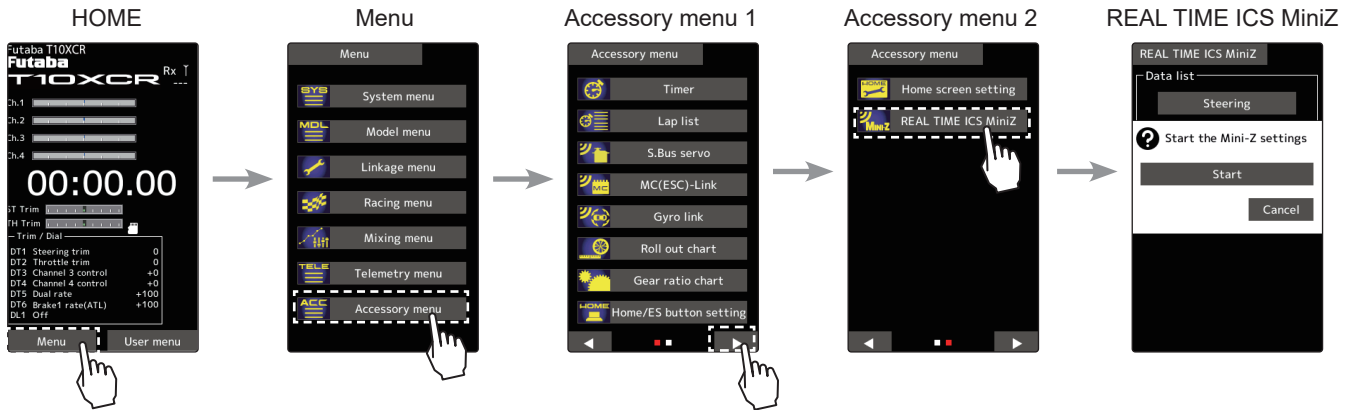 HOME
Menu
Accessory menu 1
Accessory menu 2
REAL TIME ICS MiniZ
Futaba T10XCR
Futaba
T10XCR
Rx
---
Ch.1
Ch.2
Ch.3
Ch.4
00:00.00
ST Trim
5
TH Trim
5
Trim / Dial
DT1 Steering trim 0
DT2 Throttle trim 0
DT3 Channel 3 control +0
DT4 Channel 4 control +0
DT5 Dual rate +100
DT6 Brake1 rate(ATL) +100
DL1 Off
Menu
User menu
Menu
SYS System menu
MDL Model menu
Linkage menu
Racing menu
Mixing menu
TELE Telemetry menu
ACC Accessory menu
Accessory menu
Timer
Lap list
S.Bus servo
MC MC(ESC)-Link
Gyro link
Roll out chart
Gear ratio chart
HOME Home/ES button setting
Accessory menu
HOME Home screen setting
MINI-Z REAL TIME ICS MiniZ
REAL TIME ICS MiniZ
Data list
Steering
? Start the Mini-Z settings
Start
Cancel